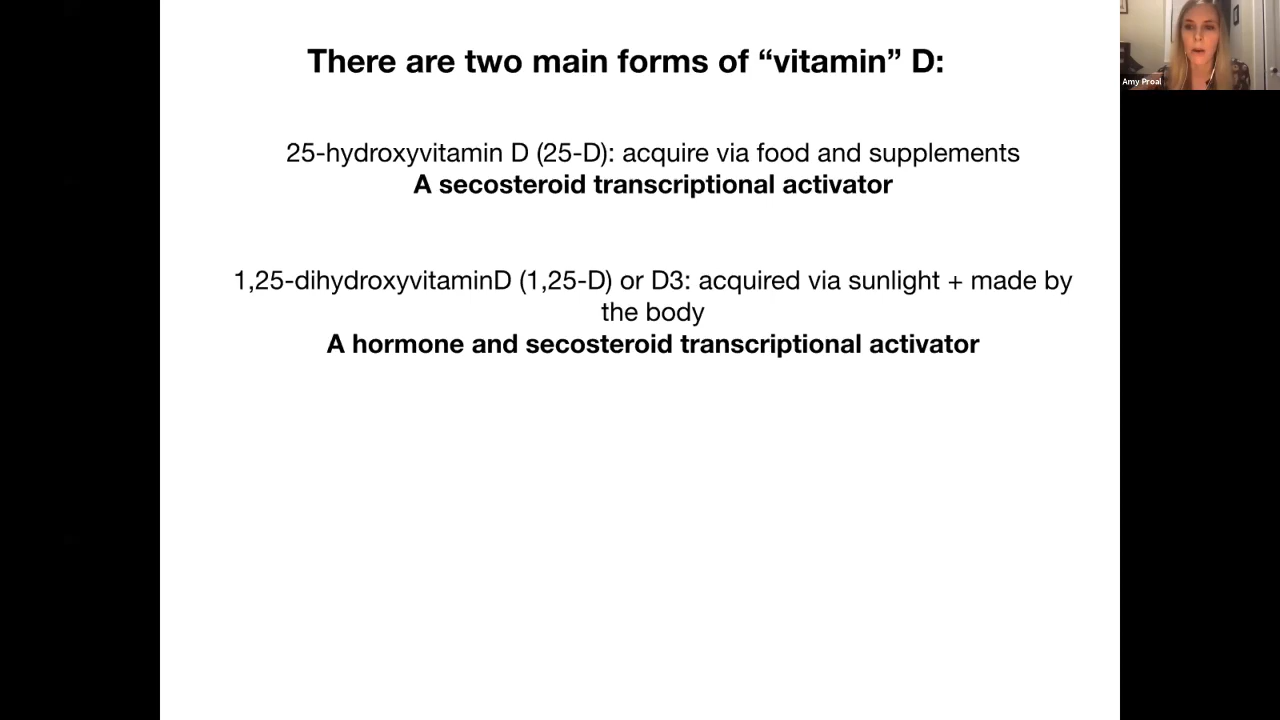 There are two main forms of “vitamin” D:
Amy Proal
25-hydroxyvitamin D (25-D): acquire via food and supplements
A secosteroid transcriptional activator
1,25-dihydroxyvitaminD (1,25-D) or D3: acquired via sunlight + made by
the body
A hormone and secosteroid transcriptional activator